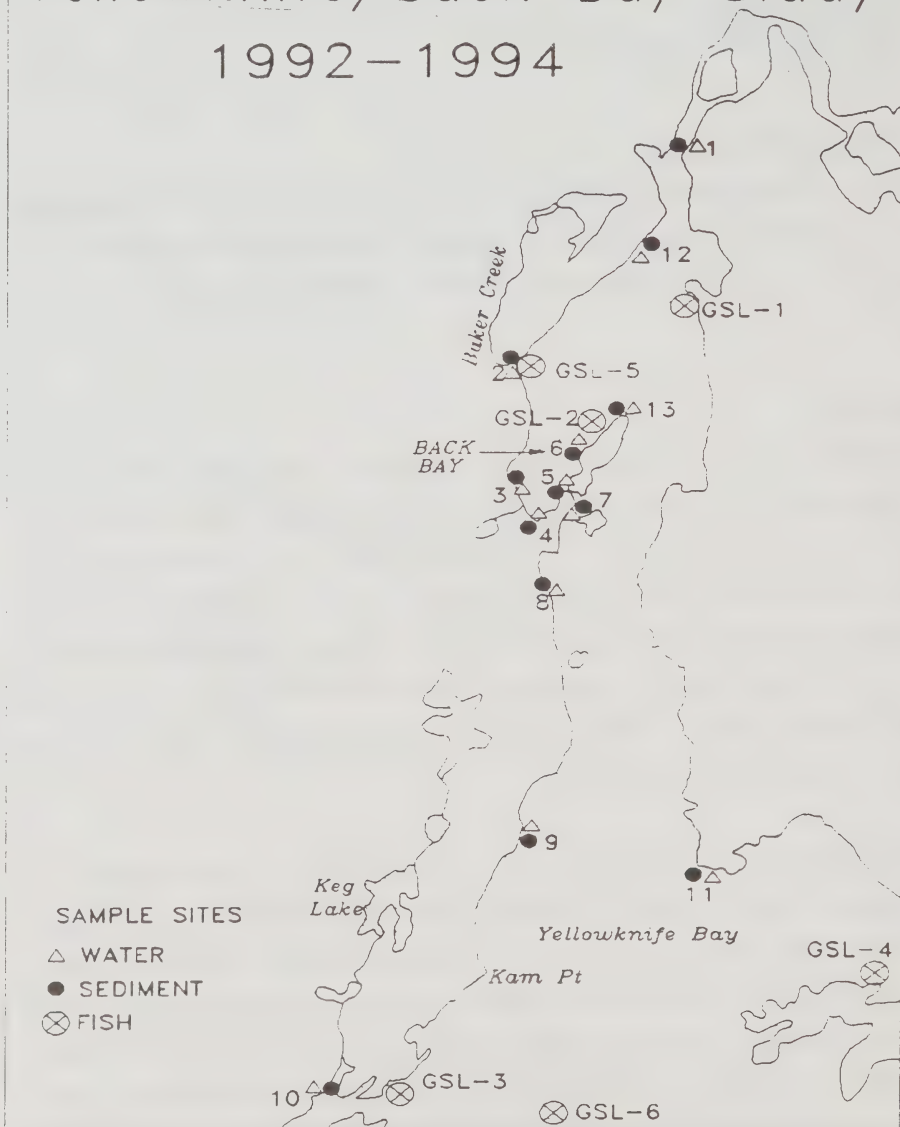 1992-1994
1
12
GSL-1
Baker Creek
2
GSL-5
GSL-2
13
BACK
BAY
6
5
3
7
4
8
9
Keg
Lake
11
SAMPLE SITES
WATER
SEDIMENT
FISH
Yellowknife Bay
GSL-4
Kam Pt
10
GSL-3
GSL-6